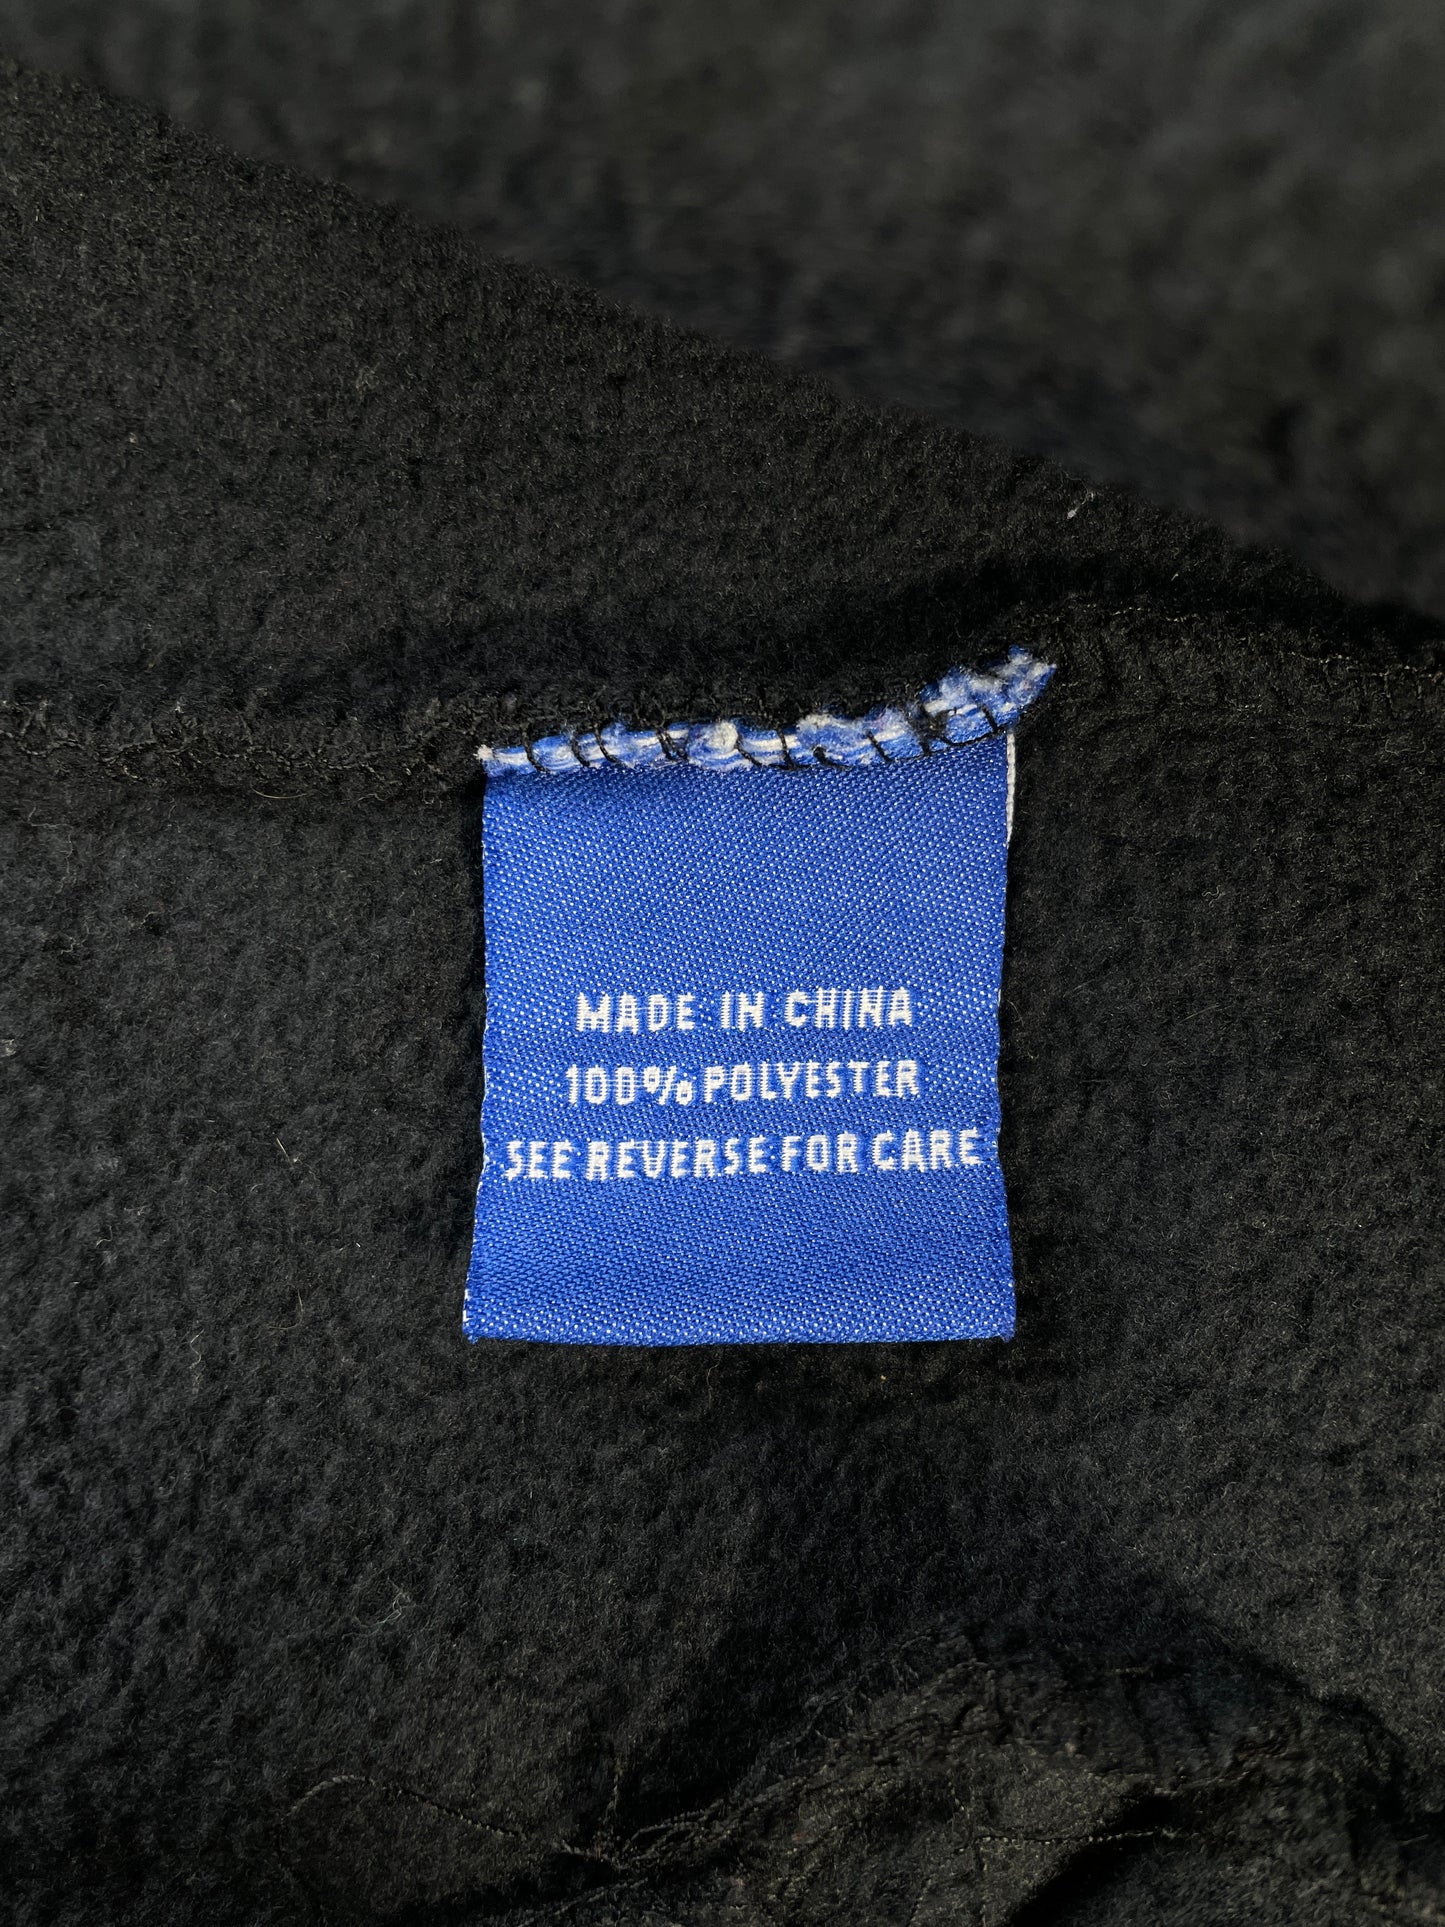 MADE IN CHINA
100% POLYESTER
SEE REVERSE FOR CARE